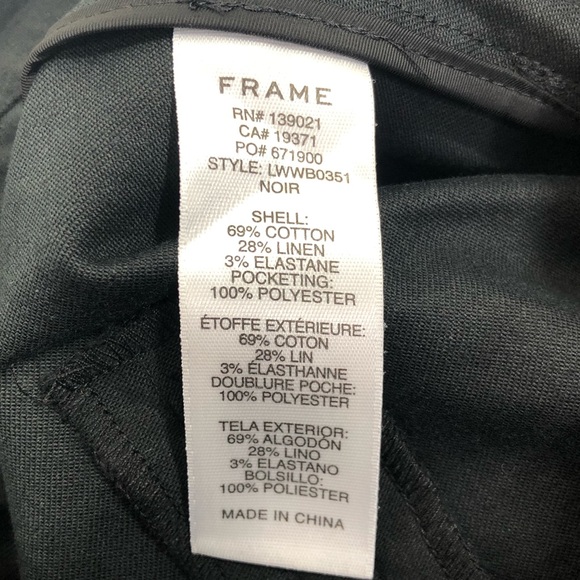 FRAME
RN# 139021
CA# 19371
PO# 671900
STYLE: LWWB0351
NOIR
SHELL:
69% COTTON
28% LINEN
3% ELASTANE
POCKETING:
100% POLYESTER
ÉTOFFE EXTÉRIEURE:
69% COTON
28% LIN
3% ÉLASTHANNE
DOUBLURE POCHE:
100% POLYESTER
TELA EXTERIOR:
69% ALGODÓN
28% LINO
3% ELASTANO
BOLSILLO:
100% POLIESTER
MADE IN CHINA